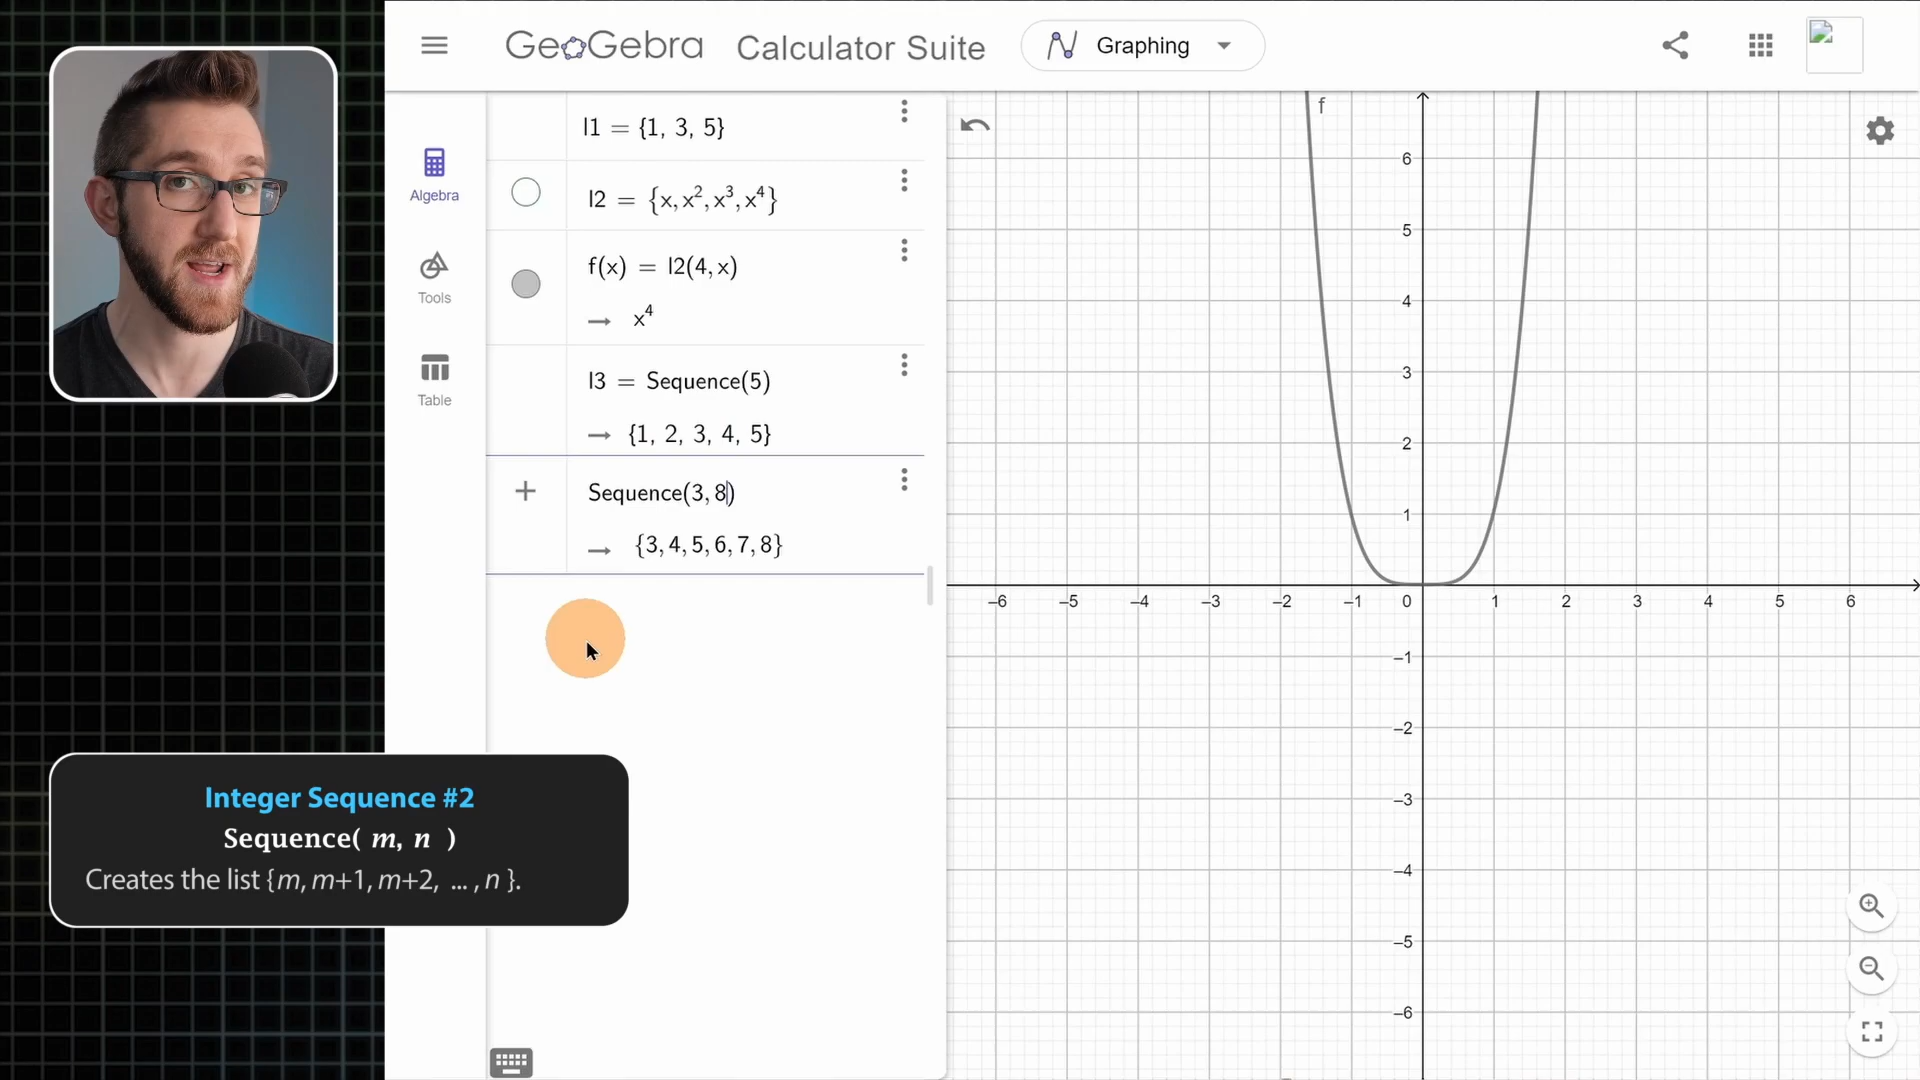 GeoGebra Calculator Suite
Graphing
Algebra
Tools
Table
l1 = {1, 3, 5}
l2 = {x, x², x³, x⁴}
f(x) = l2(4, x)
→ x⁴
l3 = Sequence(5)
→ {1, 2, 3, 4, 5}
Sequence(3, 8)
→ {3, 4, 5, 6, 7, 8}
Integer Sequence #2
Sequence( m, n )
Creates the list {m, m+1, m+2, ... , n }.
f
6
5
4
3
2
1
–6 –5 –4 –3 –2 –1 0 1 2 3 4 5 6
–1
–2
–3
–4
–5
–6